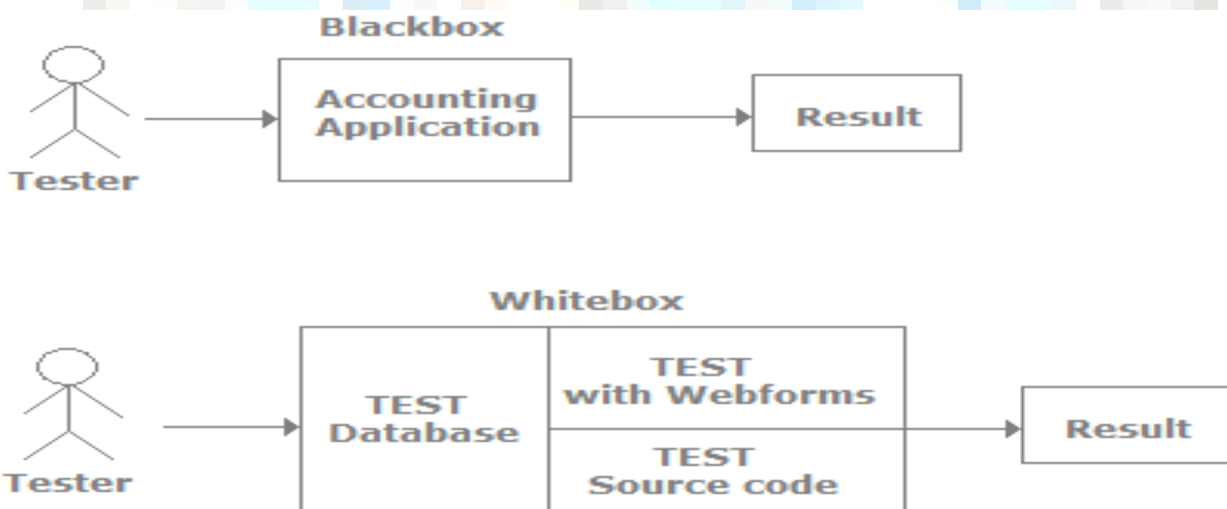 Blackbox
Accounting
Application
Result
Tester
Whitebox
TEST
Database
TEST
with Webforms
TEST
Source code
Result
Tester